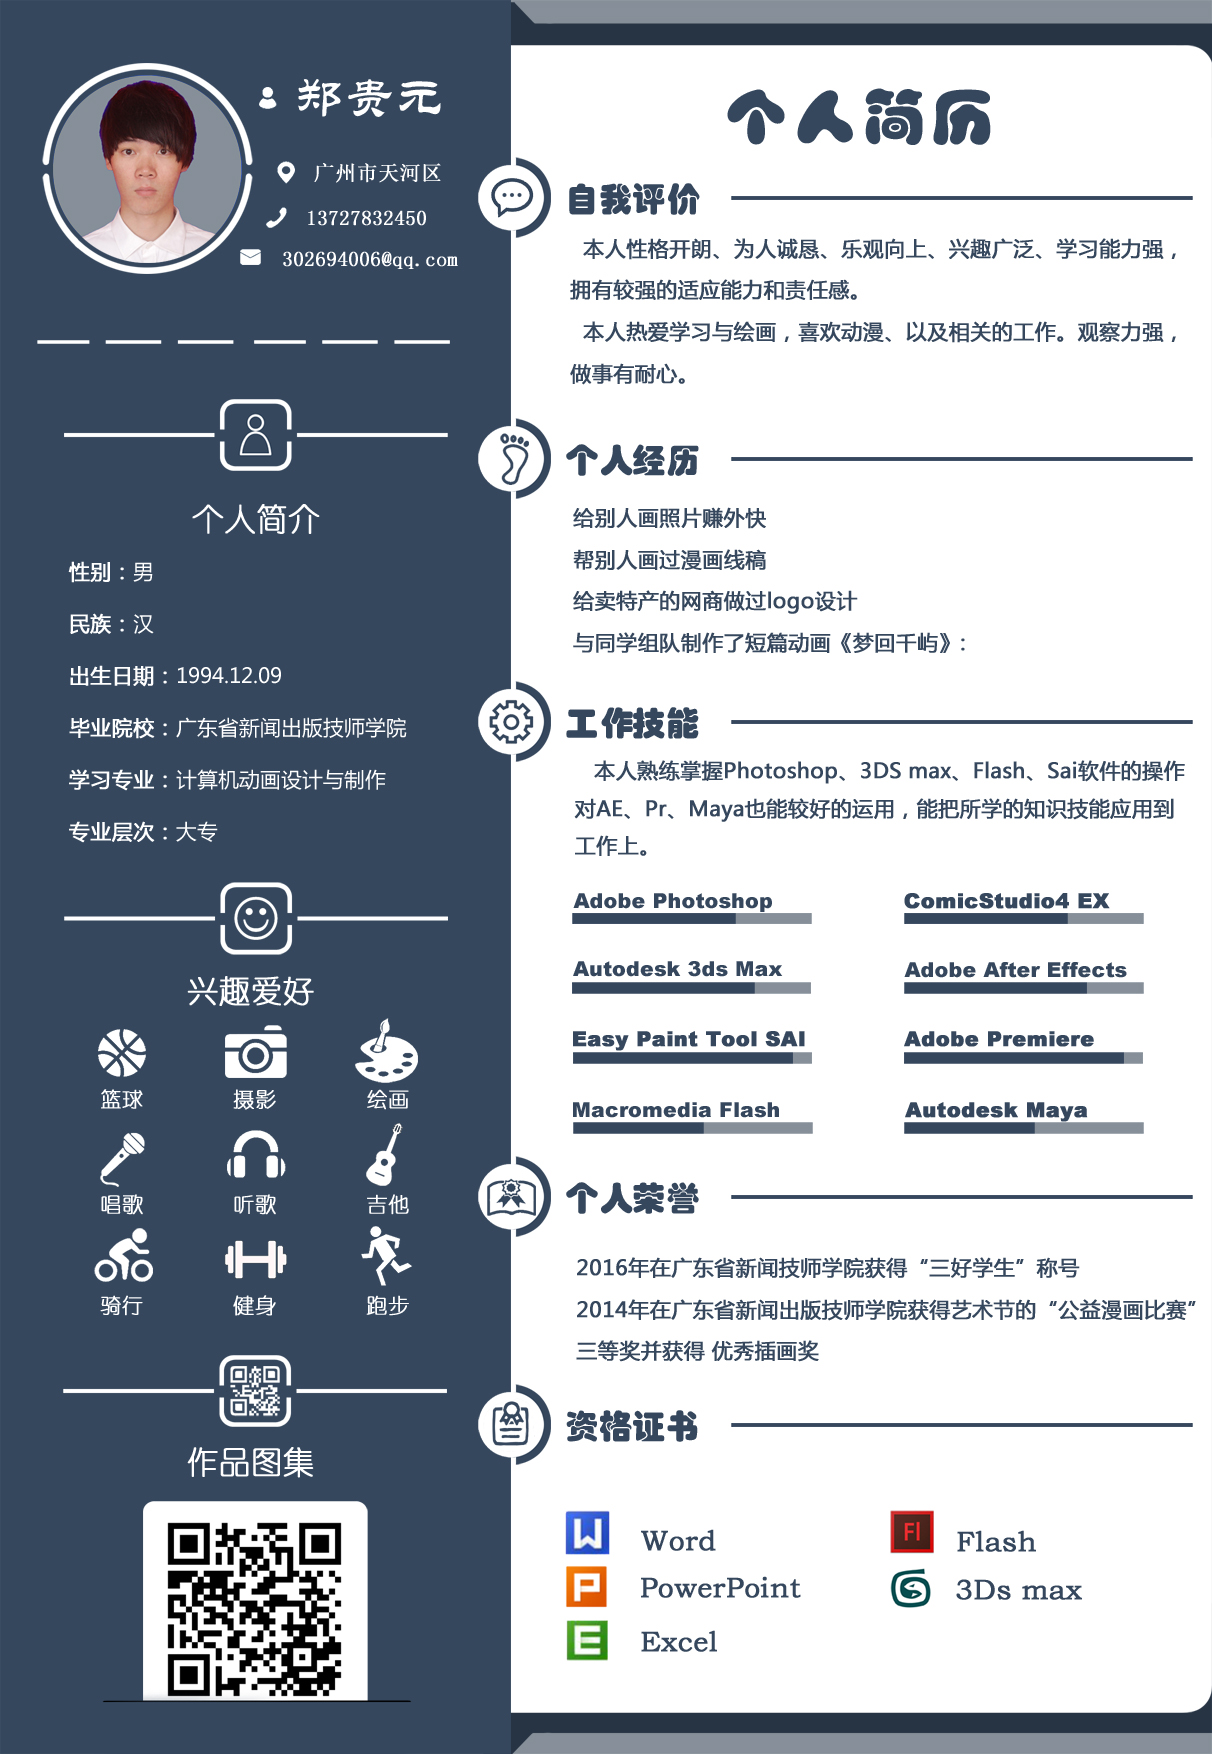 郑贵元
广州市天河区
13727832450
302694006@qq.com
个人简介
性别：男
民族：汉
出生日期：1994.12.09
毕业院校：广东省新闻出版技师学院
学习专业：计算机动画设计与制作
专业层次：大专
兴趣爱好
篮球 摄影 绘画
唱歌 听歌 吉他
骑行 健身 跑步
作品图集
个人简历
自我评价
本人性格开朗、为人诚恳、乐观向上、兴趣广泛、学习能力强，
拥有较强的适应能力和责任感。
本人热爱学习与绘画，喜欢动漫、以及相关的工作。观察力强，
做事有耐心。
个人经历
给别人画照片赚外快
帮别人画过漫画线稿
给卖特产的网商做过logo设计
与同学组队制作了短篇动画《梦回千屿》：
工作技能
本人熟练掌握Photoshop、3DS max、Flash、Sai软件的操作
对AE、Pr、Maya也能较好的运用，能把所学的知识技能应用到
工作上。
Adobe Photoshop ComicStudio4 EX
Autodesk 3ds Max Adobe After Effects
Easy Paint Tool SAI Adobe Premiere
Macromedia Flash Autodesk Maya
个人荣誉
2016年在广东省新闻技师学院获得“三好学生”称号
2014年在广东省新闻出版技师学院获得艺术节的“公益漫画比赛”
三等奖并获得 优秀插画奖
资格证书
W Word Fl Flash
P PowerPoint 3Ds max
E Excel